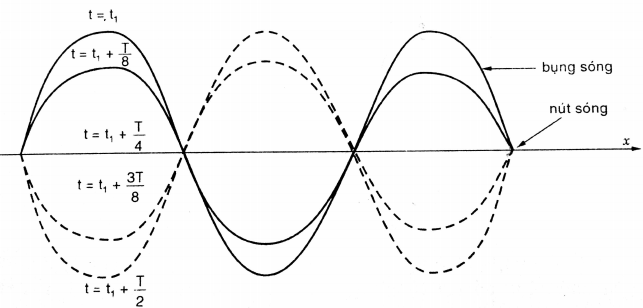 t = t₁
t = t₁ + T/8
bụng sóng
nút sóng
t = t₁ + T/4
x
t = t₁ + 3T/8
t = t₁ + T/2